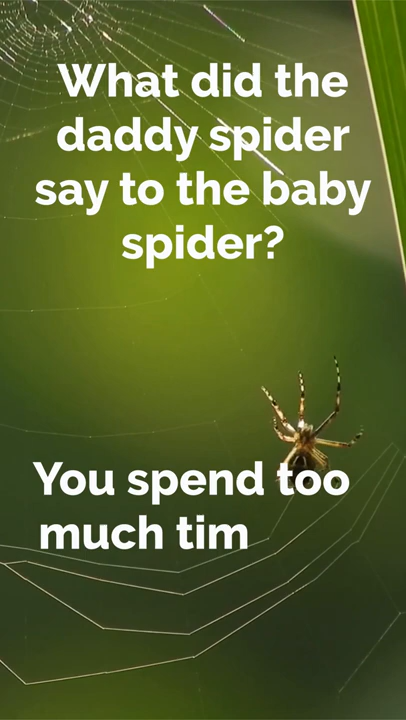 What did the
daddy spider
say to the baby
spider?
You spend too
much tim